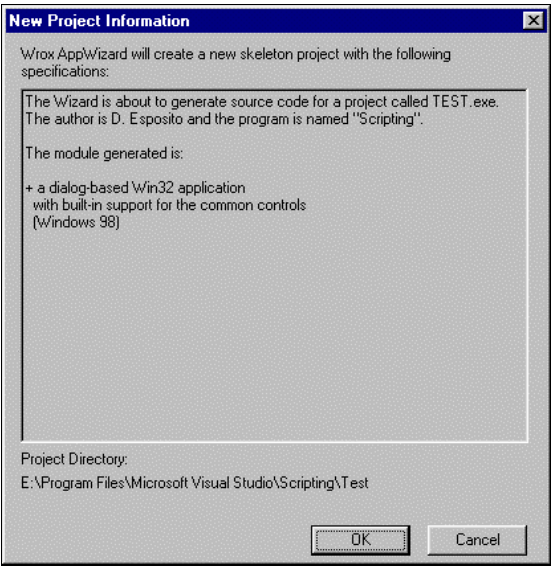 New Project Information
Wrox AppWizard will create a new skeleton project with the following
specifications:
The Wizard is about to generate source code for a project called TEST.exe.
The author is D. Esposito and the program is named "Scripting".
The module generated is:
+ a dialog-based Win32 application
with built-in support for the common controls
(Windows 98)
Project Directory:
E:\Program Files\Microsoft Visual Studio\Scripting\Test
OK
Cancel